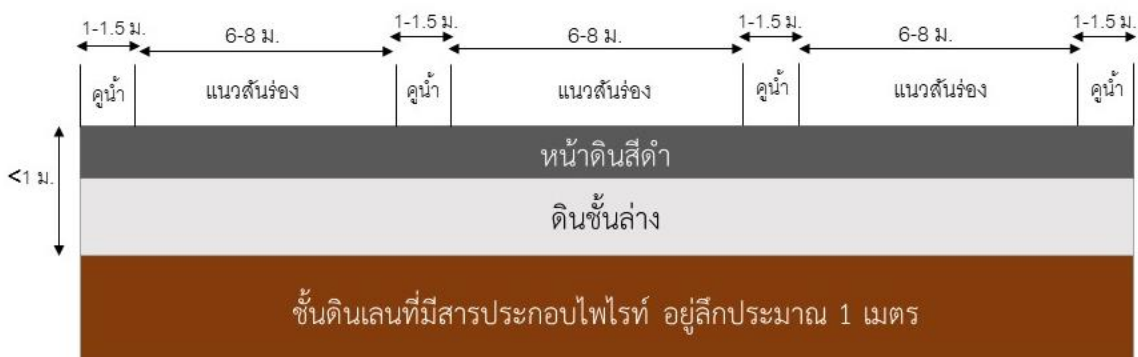 1-1.5 ม. 6-8 ม. 1-1.5 ม. 6-8 ม. 1-1.5 ม. 6-8 ม. 1-1.5 ม.
คูน้ำ แนวสันร่อง คูน้ำ แนวสันร่อง คูน้ำ แนวสันร่อง คูน้ำ
<1 ม.
หน้าดินสีดำ
ดินชั้นล่าง
ชั้นดินเลนที่มีสารประกอบไพไรท์ อยู่ลึกประมาณ 1 เมตร